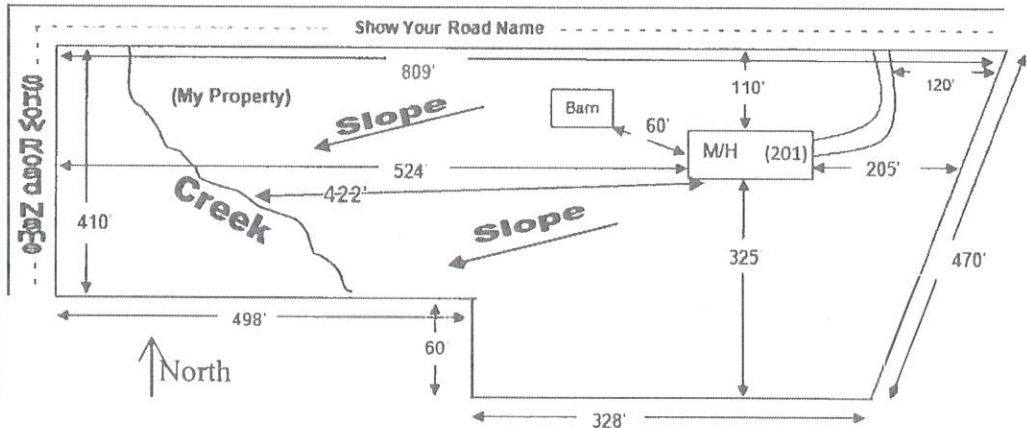 Show Your Road Name
809'
110'
120'
(My Property)
Slope
Barn
60'
M/H (201)
Show Road Name
524'
205'
422'
Creek
410'
Slope
325
470'
498'
60'
North
328'